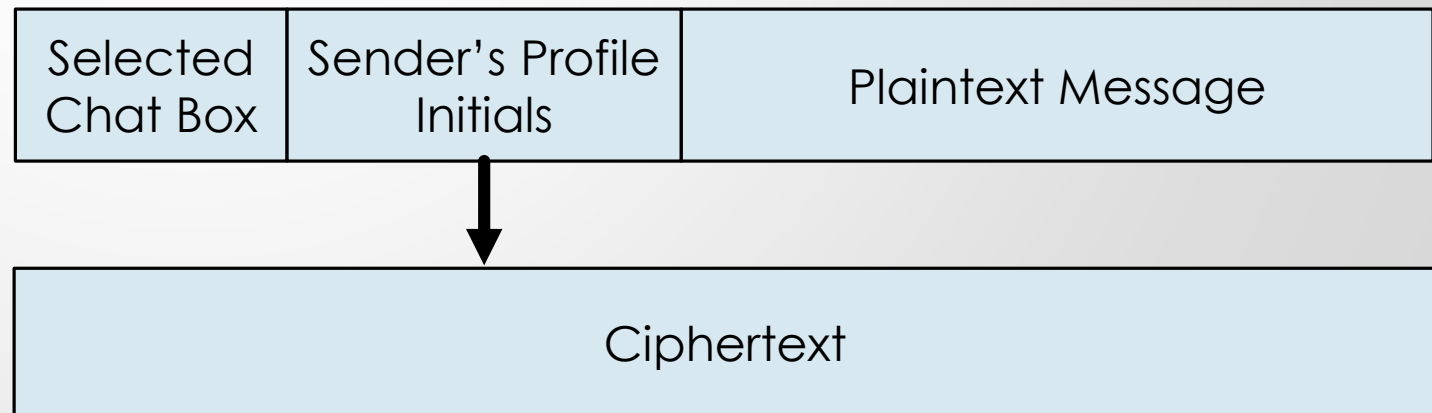 Selected
Chat Box
Sender’s Profile
Initials
Plaintext Message
Ciphertext